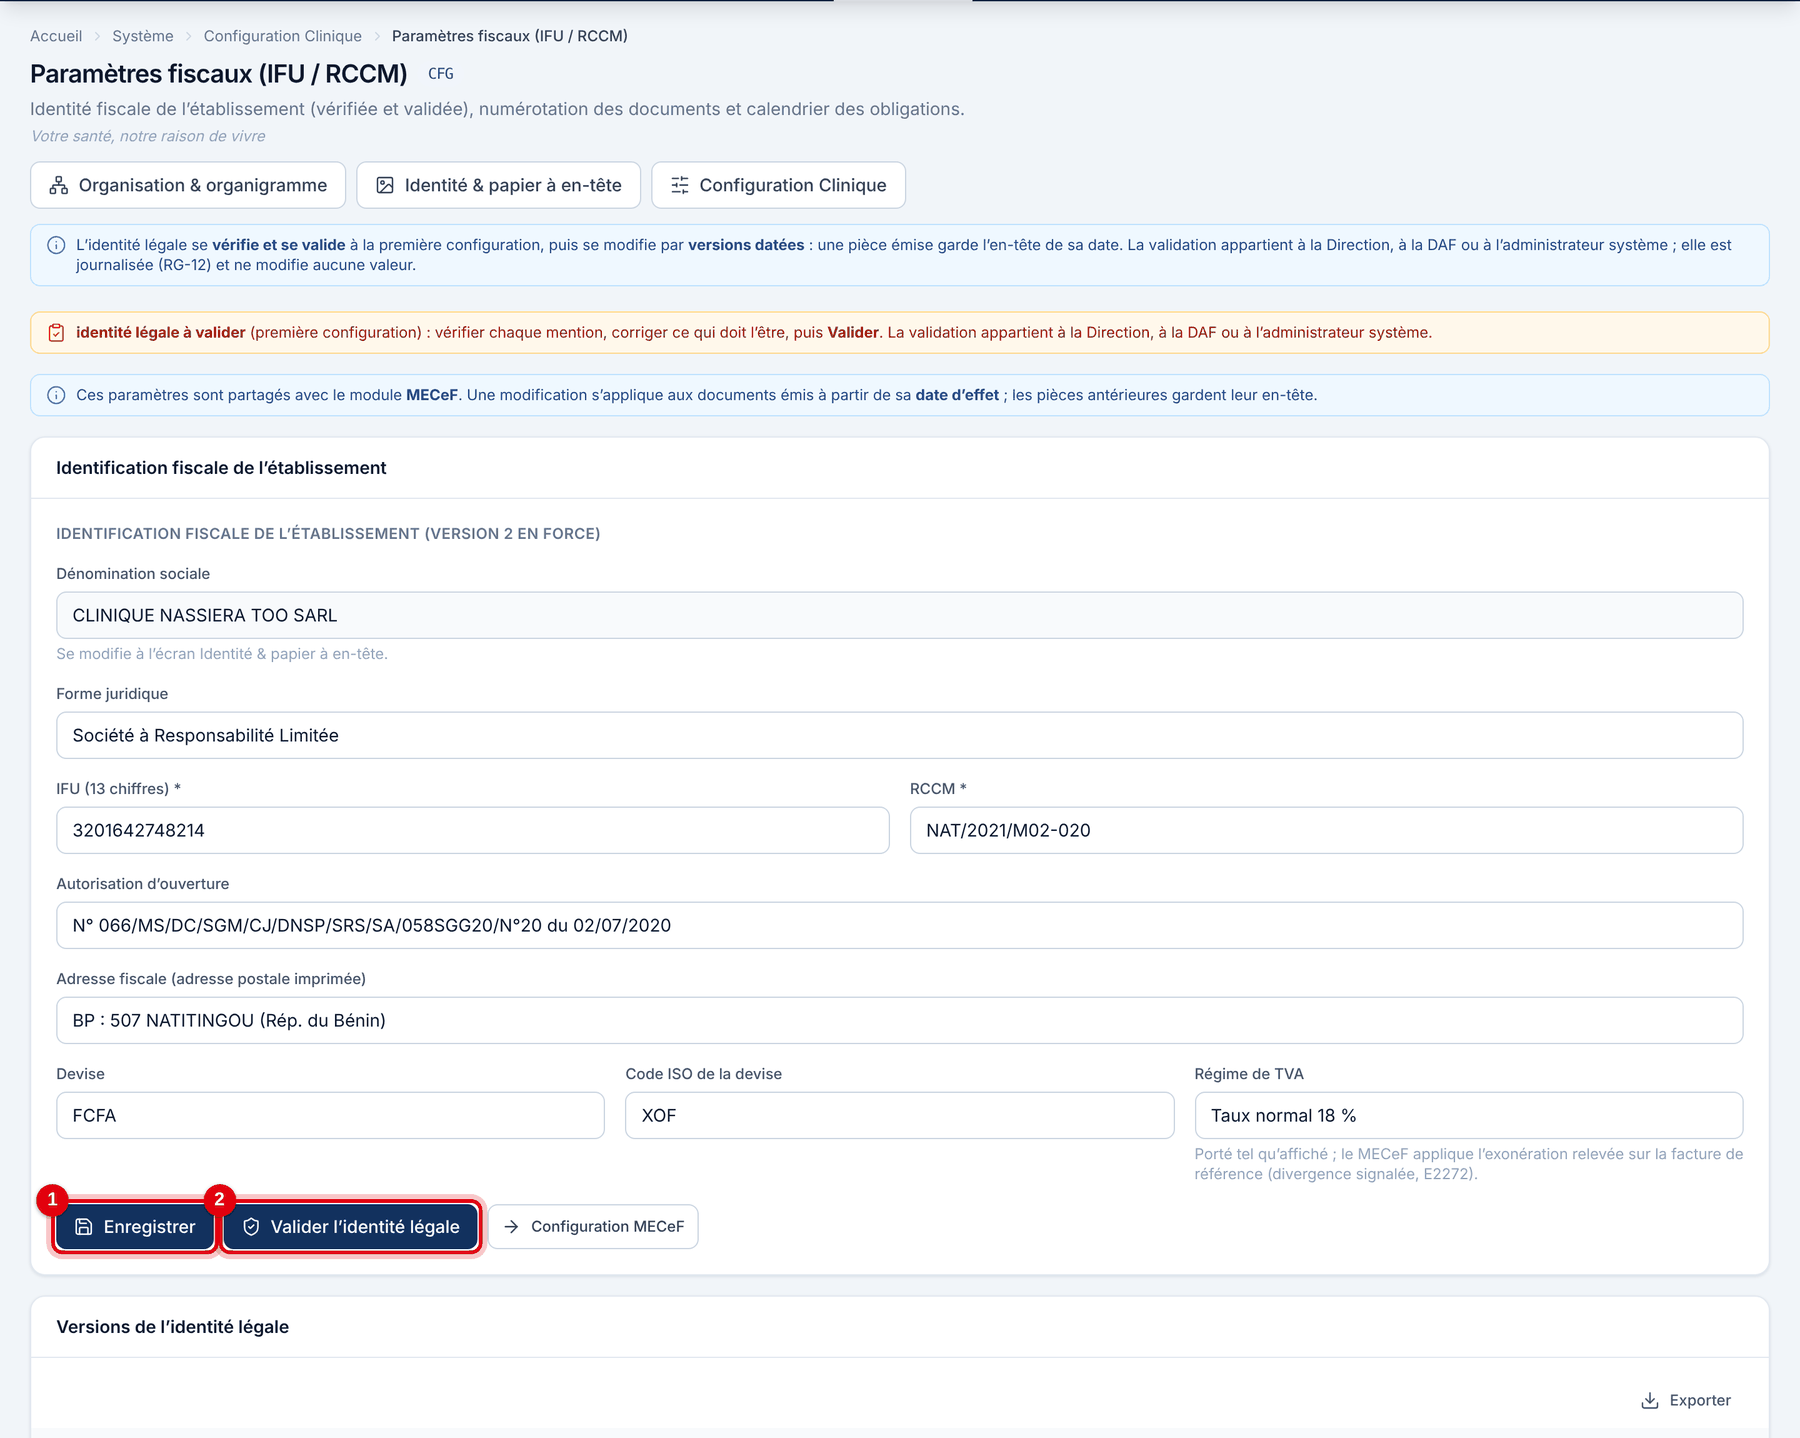 Accueil > Système > Configuration Clinique > Paramètres fiscaux (IFU / RCCM)
Paramètres fiscaux (IFU / RCCM) CFG
Identité fiscale de l’établissement (vérifiée et validée), numérotation des documents et calendrier des obligations.
Votre santé, notre raison de vivre
Organisation & organigramme Identité & papier à en-tête Configuration Clinique
L’identité légale se vérifie et se valide à la première configuration, puis se modifie par versions datées : une pièce émise garde l’en-tête de sa date. La validation appartient à la Direction, à la DAF ou à l’administrateur système ; elle est
journalisée (RG-12) et ne modifie aucune valeur.
identité légale à valider (première configuration) : vérifier chaque mention, corriger ce qui doit l’être, puis Valider. La validation appartient à la Direction, à la DAF ou à l’administrateur système.
Ces paramètres sont partagés avec le module MECeF. Une modification s’applique aux documents émis à partir de sa date d’effet ; les pièces antérieures gardent leur en-tête.
Identification fiscale de l’établissement
IDENTIFICATION FISCALE DE L’ÉTABLISSEMENT (VERSION 2 EN FORCE)
Dénomination sociale
CLINIQUE NASSIERA TOO SARL
Se modifie à l’écran Identité & papier à en-tête.
Forme juridique
Société à Responsabilité Limitée
IFU (13 chiffres) * RCCM *
3201642748214 NAT/2021/M02-020
Autorisation d’ouverture
N° 066/MS/DC/SGM/CJ/DNSP/SRS/SA/058SGG20/N°20 du 02/07/2020
Adresse fiscale (adresse postale imprimée)
BP : 507 NATITINGOU (Rép. du Bénin)
Devise Code ISO de la devise Régime de TVA
FCFA XOF Taux normal 18 %
Porté tel qu’affiché ; le MECeF applique l’exonération relevée sur la facture de
référence (divergence signalée, E2272).
1 2
Enregistrer Valider l’identité légale Configuration MECeF
Versions de l’identité légale
Exporter